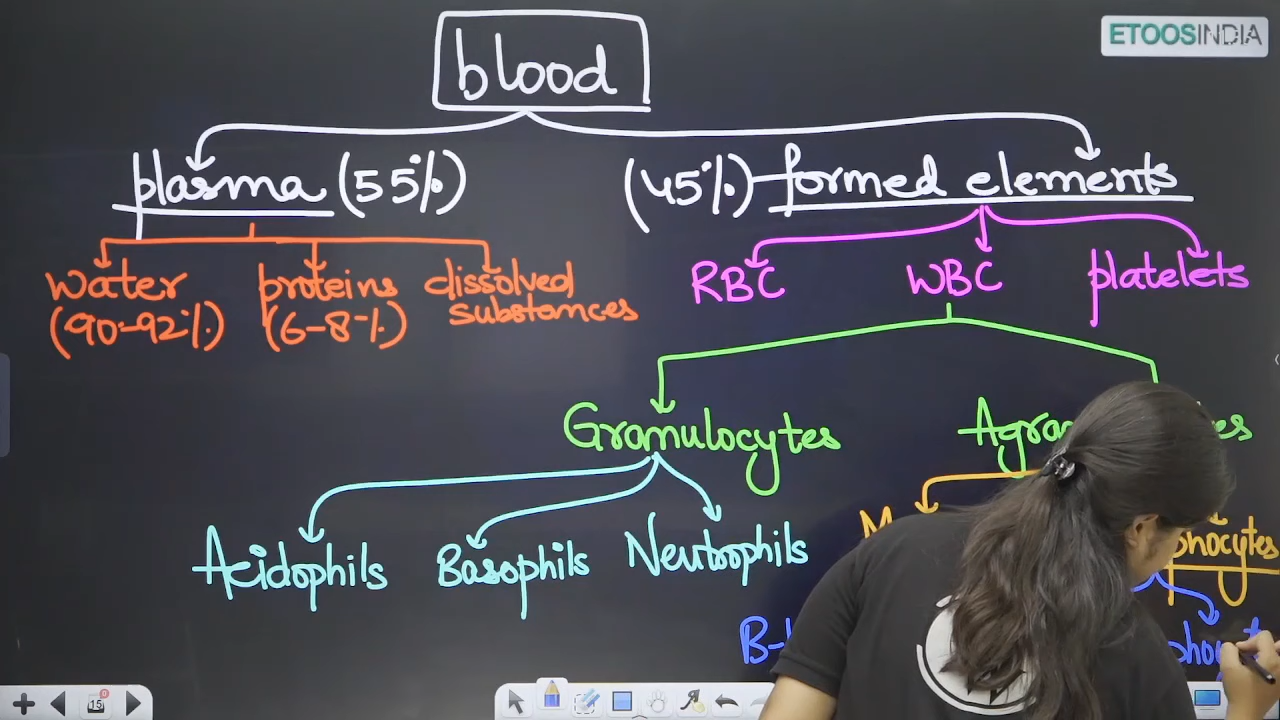 blood
ETOOSINDIA
plasma (55%)
(45%) formed elements
water
(90-92%)
proteins
(6-8%)
dissolved
substances
RBC
WBC
platelets
Granulocytes
Acidophils
Basophils
Neutrophils
15